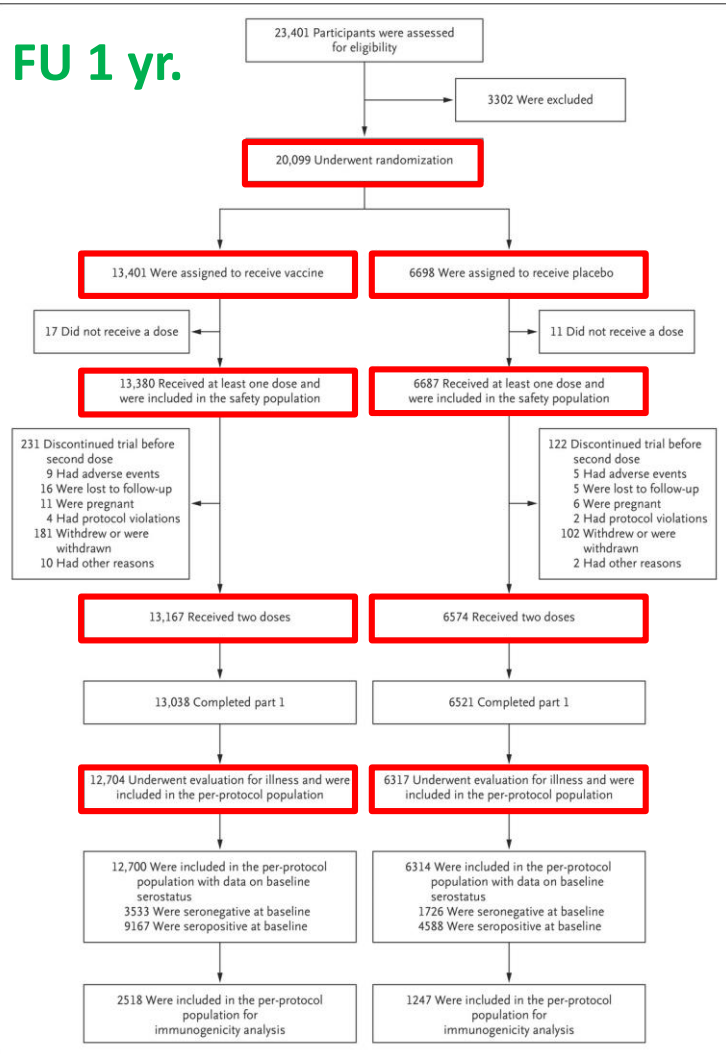 FU 1 yr.
23,401 Participants were assessed
for eligibility
3302 Were excluded
20,099 Underwent randomization
13,401 Were assigned to receive vaccine
6698 Were assigned to receive placebo
17 Did not receive a dose
11 Did not receive a dose
13,380 Received at least one dose and
were included in the safety population
6687 Received at least one dose and
were included in the safety population
231 Discontinued trial before
second dose
9 Had adverse events
16 Were lost to follow-up
11 Were pregnant
4 Had protocol violations
181 Withdrew or were
withdrawn
10 Had other reasons
122 Discontinued trial before
second dose
5 Had adverse events
5 Were lost to follow-up
6 Were pregnant
2 Had protocol violations
102 Withdrew or were
withdrawn
2 Had other reasons
13,167 Received two doses
6574 Received two doses
13,038 Completed part 1
6521 Completed part 1
12,704 Underwent evaluation for illness and were
included in the per-protocol population
6317 Underwent evaluation for illness and were
included in the per-protocol population
12,700 Were included in the per-protocol
population with data on baseline
serostatus
3533 Were seronegative at baseline
9167 Were seropositive at baseline
6314 Were included in the per-protocol
population with data on baseline
serostatus
1726 Were seronegative at baseline
4588 Were seropositive at baseline
2518 Were included in the per-protocol
population for
immunogenicity analysis
1247 Were included in the per-protocol
population for
immunogenicity analysis